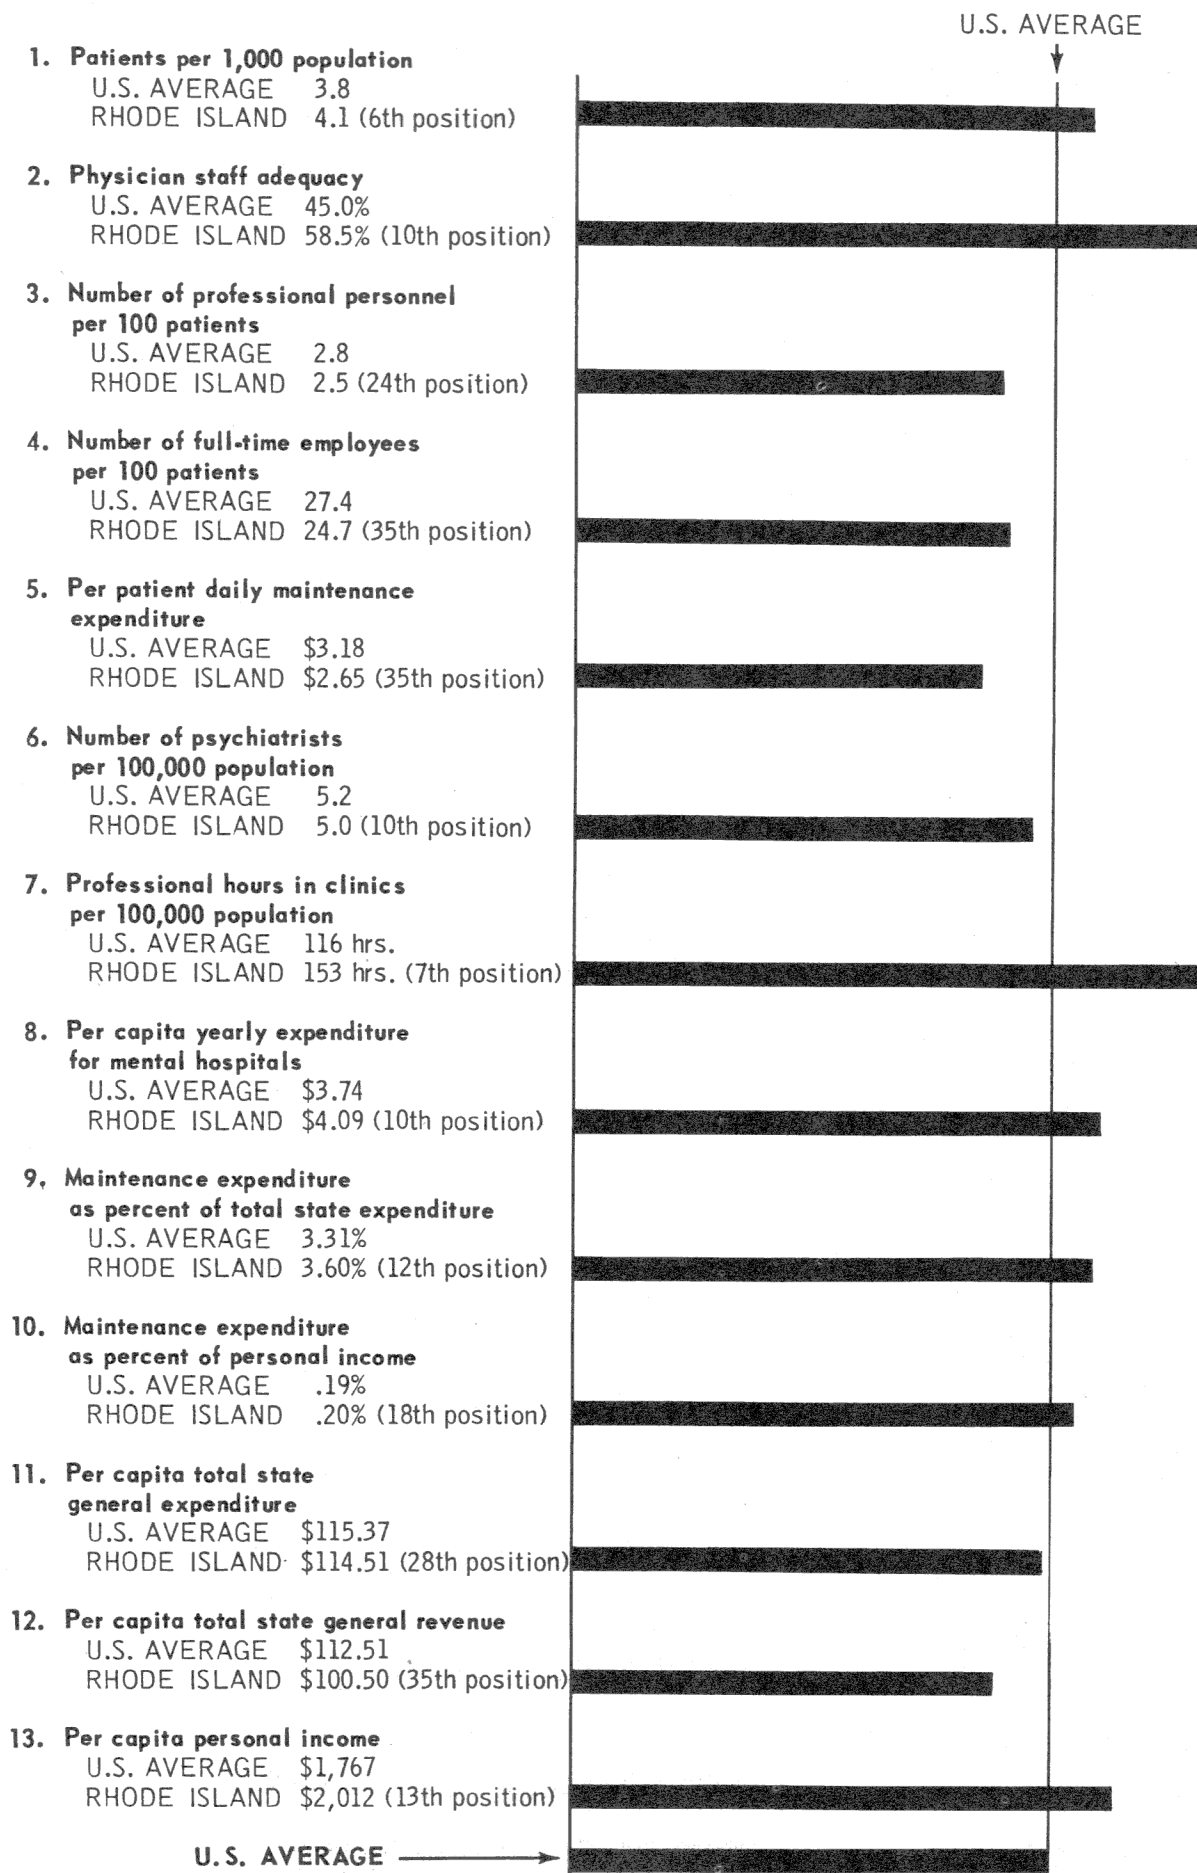 U.S. AVERAGE
1. Patients per 1,000 population
U.S. AVERAGE 3.8
RHODE ISLAND 4.1 (6th position)
2. Physician staff adequacy
U.S. AVERAGE 45.0%
RHODE ISLAND 58.5% (10th position)
3. Number of professional personnel
per 100 patients
U.S. AVERAGE 2.8
RHODE ISLAND 2.5 (24th position)
4. Number of full-time employees
per 100 patients
U.S. AVERAGE 27.4
RHODE ISLAND 24.7 (35th position)
5. Per patient daily maintenance
expenditure
U.S. AVERAGE $3.18
RHODE ISLAND $2.65 (35th position)
6. Number of psychiatrists
per 100,000 population
U.S. AVERAGE 5.2
RHODE ISLAND 5.0 (10th position)
7. Professional hours in clinics
per 100,000 population
U.S. AVERAGE 116 hrs.
RHODE ISLAND 153 hrs. (7th position)
8. Per capita yearly expenditure
for mental hospitals
U.S. AVERAGE $3.74
RHODE ISLAND $4.09 (10th position)
9. Maintenance expenditure
as percent of total state expenditure
U.S. AVERAGE 3.31%
RHODE ISLAND 3.60% (12th position)
10. Maintenance expenditure
as percent of personal income
U.S. AVERAGE .19%
RHODE ISLAND .20% (18th position)
11. Per capita total state
general expenditure
U.S. AVERAGE $115.37
RHODE ISLAND $114.51 (28th position)
12. Per capita total state general revenue
U.S. AVERAGE $112.51
RHODE ISLAND $100.50 (35th position)
13. Per capita personal income
U.S. AVERAGE $1,767
RHODE ISLAND $2,012 (13th position)
U.S. AVERAGE